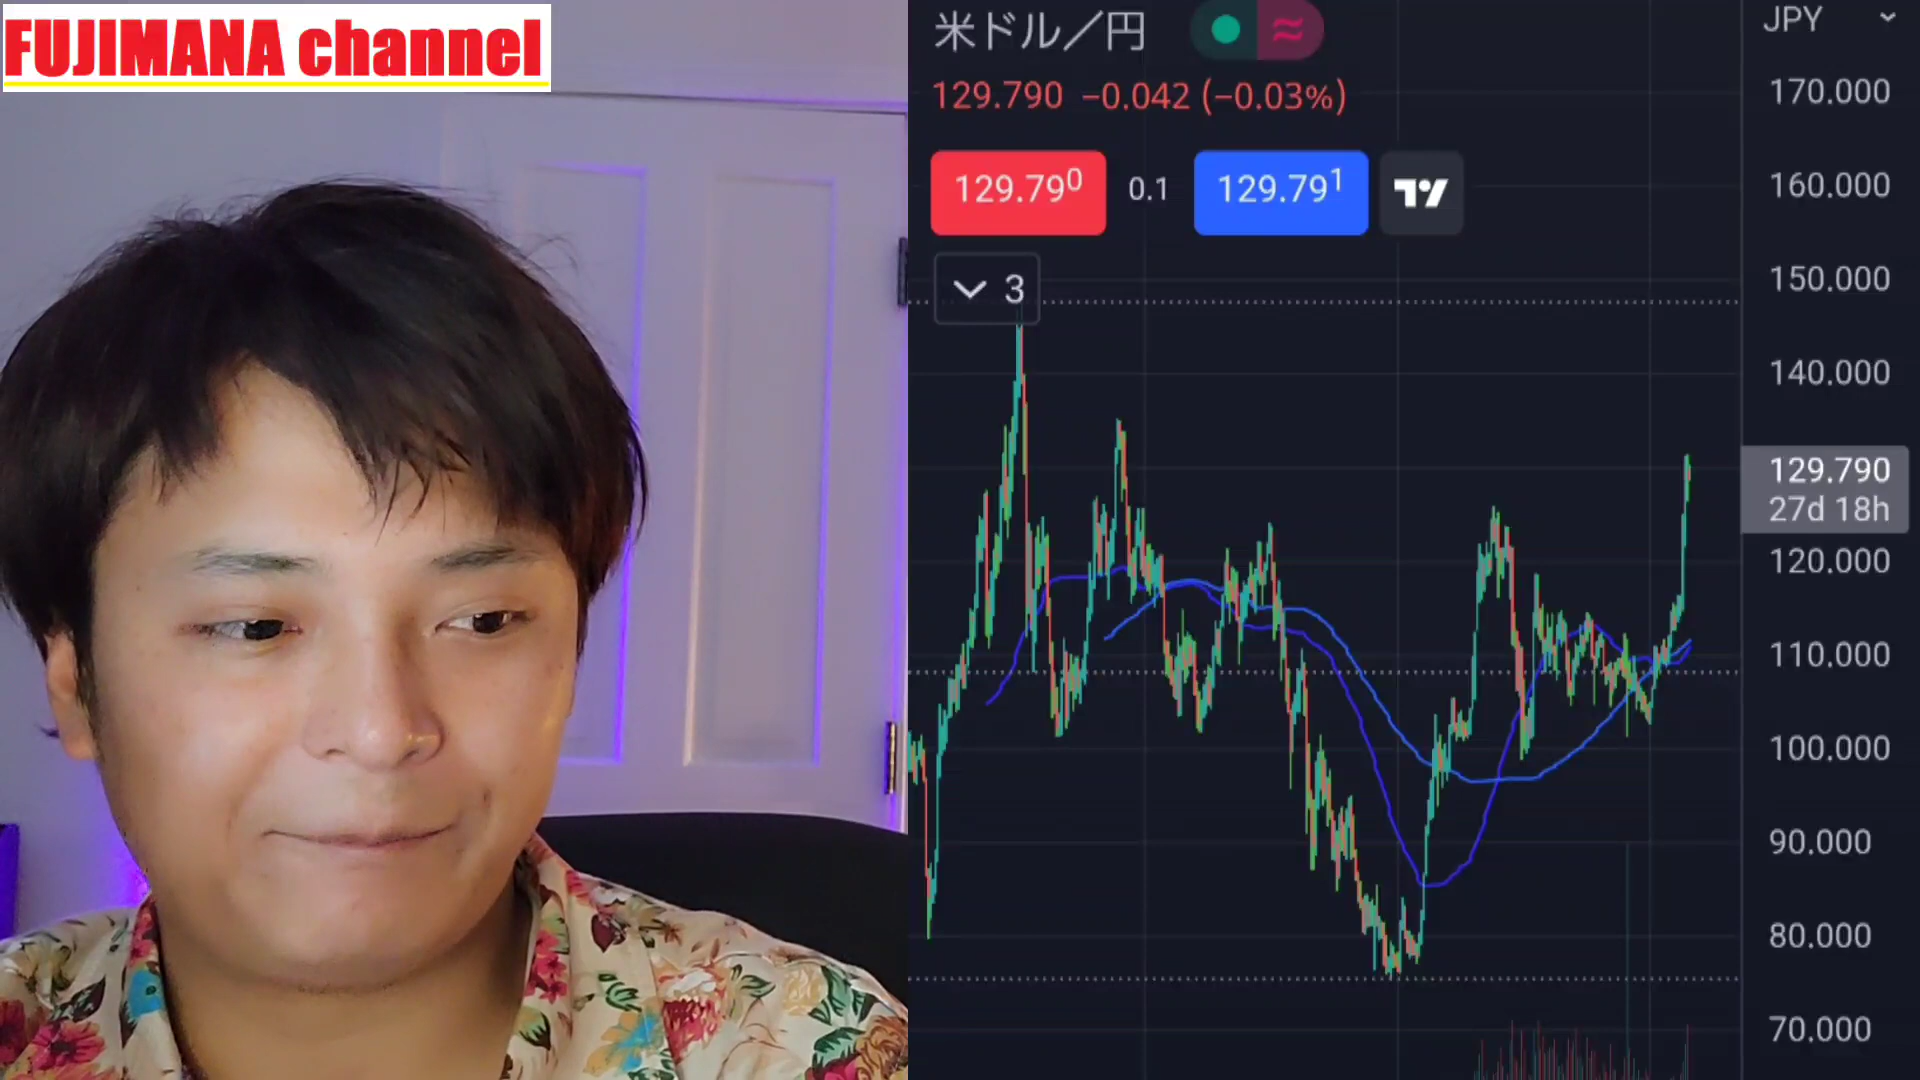 FUJIMANA channel
米ドル／円
JPY
129.790 −0.042 (−0.03%)
129.790 0.1 129.791
3
170.000
160.000
150.000
140.000
129.790
27d 18h
120.000
110.000
100.000
90.000
80.000
70.000